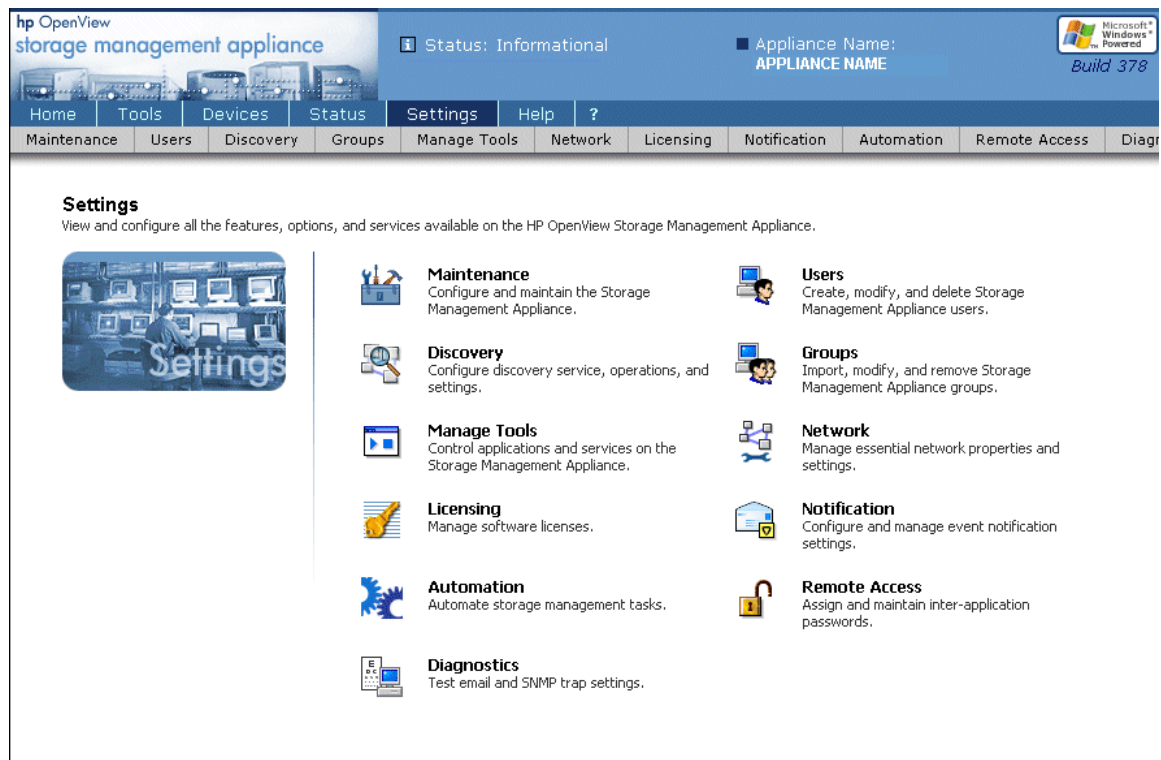 hp OpenView
storage management appliance
i Status: Informational
Appliance Name:
APPLIANCE NAME
Microsoft®
Windows®
Powered
Build 378
Home Tools Devices Status Settings Help ?
Maintenance Users Discovery Groups Manage Tools Network Licensing Notification Automation Remote Access Diagr
Settings
View and configure all the features, options, and services available on the HP OpenView Storage Management Appliance.
Settings
Maintenance
Configure and maintain the Storage
Management Appliance.
Users
Create, modify, and delete Storage
Management Appliance users.
Discovery
Configure discovery service, operations, and
settings.
Groups
Import, modify, and remove Storage
Management Appliance groups.
Manage Tools
Control applications and services on the
Storage Management Appliance.
Network
Manage essential network properties and
settings.
Licensing
Manage software licenses.
Notification
Configure and manage event notification
settings.
Automation
Automate storage management tasks.
Remote Access
Assign and maintain inter-application
passwords.
Diagnostics
Test email and SNMP trap settings.